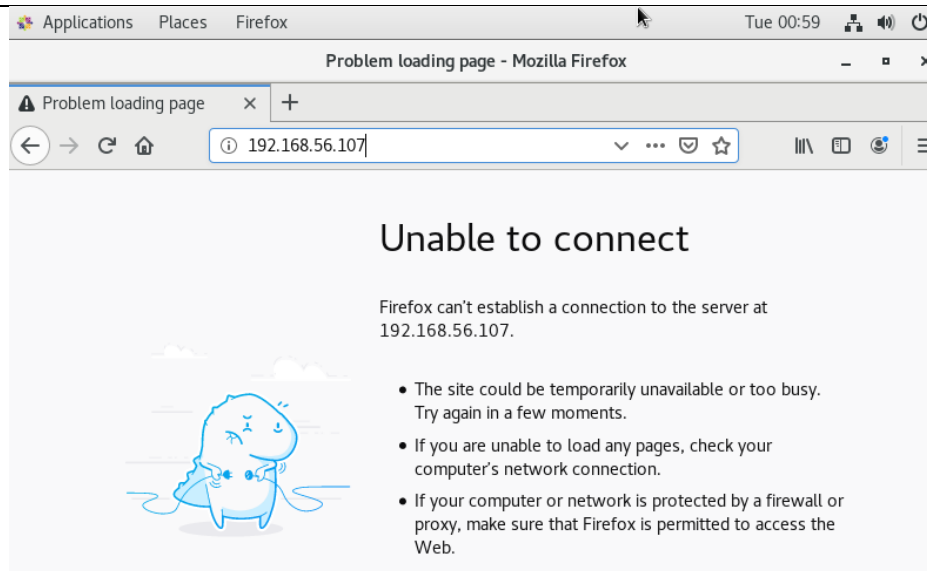 Applications Places Firefox Tue 00:59
Problem loading page - Mozilla Firefox
Problem loading page
192.168.56.107
Unable to connect
Firefox can't establish a connection to the server at
192.168.56.107.
The site could be temporarily unavailable or too busy.
Try again in a few moments.
If you are unable to load any pages, check your
computer's network connection.
If your computer or network is protected by a firewall or
proxy, make sure that Firefox is permitted to access the
Web.